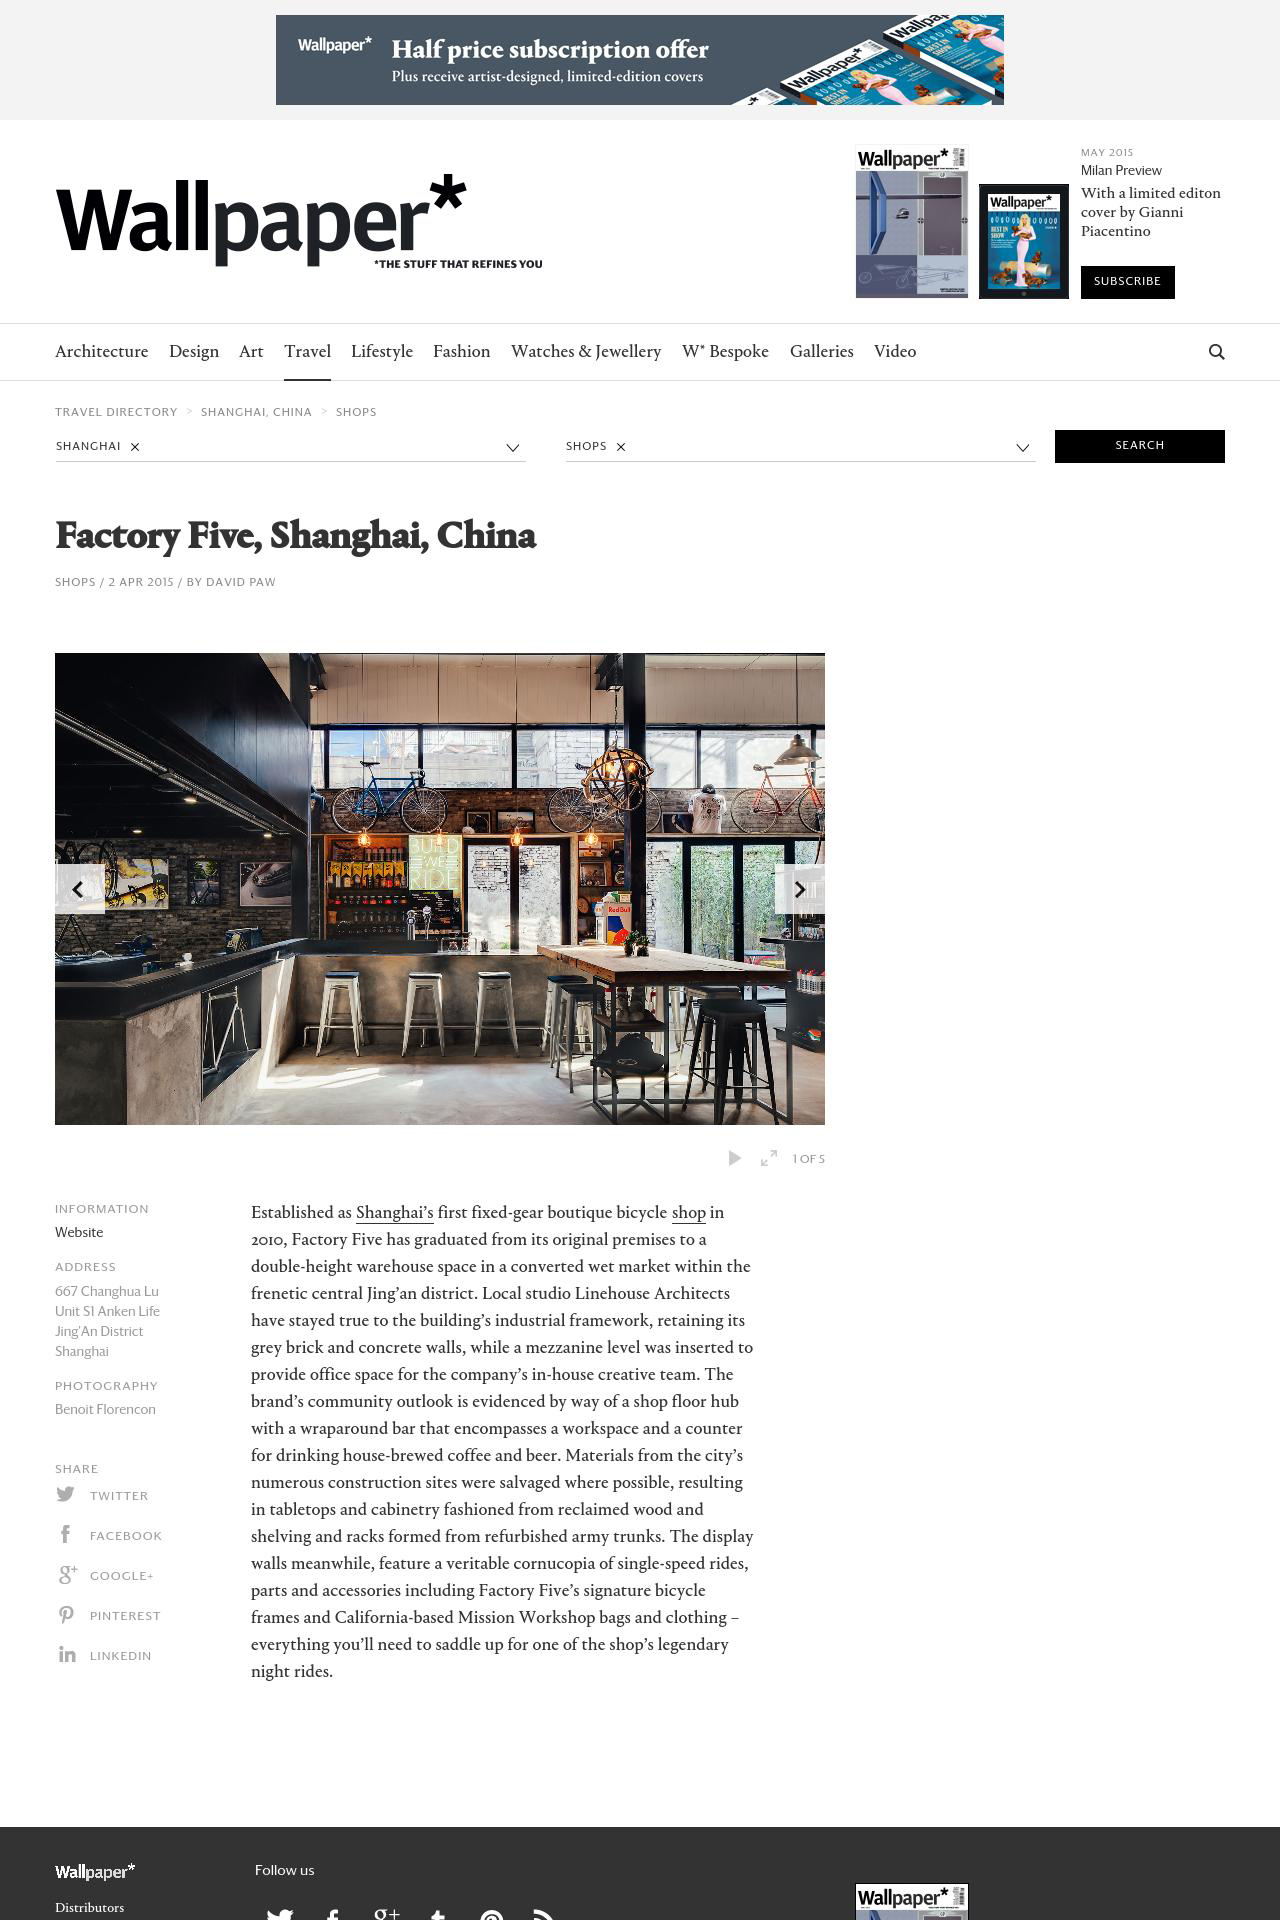 Wallpaper*
Half price subscription offer
Plus receive artist-designed, limited-edition covers
Wallpaper*
*THE STUFF THAT REFINES YOU
Wallpaper*
Wallpaper*
BEST IN
SHOW
MAY 2015
Milan Preview
With a limited editon
cover by Gianni
Piacentino
SUBSCRIBE
Architecture Design Art Travel Lifestyle Fashion Watches & Jewellery W* Bespoke Galleries Video
TRAVEL DIRECTORY > SHANGHAI, CHINA > SHOPS
SHANGHAI × SHOPS × SEARCH
Factory Five, Shanghai, China
SHOPS / 2 APR 2015 / BY DAVID PAW
BUILD
WE
RIDE
RedBull
1 OF 5
INFORMATION
Website
ADDRESS
667 Changhua Lu
Unit S1 Anken Life
Jing'An District
Shanghai
PHOTOGRAPHY
Benoit Florencon
SHARE
TWITTER
FACEBOOK
GOOGLE+
PINTEREST
LINKEDIN
Established as Shanghai’s first fixed-gear boutique bicycle shop in
2010, Factory Five has graduated from its original premises to a
double-height warehouse space in a converted wet market within the
frenetic central Jing’an district. Local studio Linehouse Architects
have stayed true to the building’s industrial framework, retaining its
grey brick and concrete walls, while a mezzanine level was inserted to
provide office space for the company’s in-house creative team. The
brand’s community outlook is evidenced by way of a shop floor hub
with a wraparound bar that encompasses a workspace and a counter
for drinking house-brewed coffee and beer. Materials from the city’s
numerous construction sites were salvaged where possible, resulting
in tabletops and cabinetry fashioned from reclaimed wood and
shelving and racks formed from refurbished army trunks. The display
walls meanwhile, feature a veritable cornucopia of single-speed rides,
parts and accessories including Factory Five’s signature bicycle
frames and California-based Mission Workshop bags and clothing –
everything you’ll need to saddle up for one of the shop’s legendary
night rides.
Wallpaper*
Distributors
Follow us
Wallpaper*